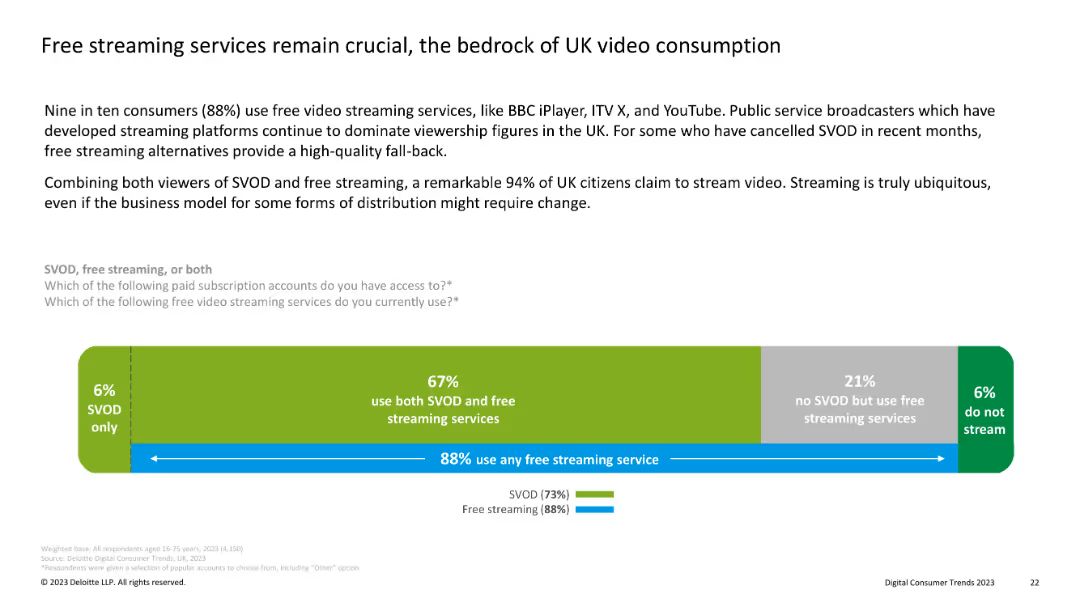 Free streaming services remain crucial, the bedrock of UK video consumption
Nine in ten consumers (88%) use free video streaming services, like BBC iPlayer, ITV X, and YouTube. Public service broadcasters which have
developed streaming platforms continue to dominate viewership figures in the UK. For some who have cancelled SVOD in recent months,
free streaming alternatives provide a high-quality fall-back.
Combining both viewers of SVOD and free streaming, a remarkable 94% of UK citizens claim to stream video. Streaming is truly ubiquitous,
even if the business model for some forms of distribution might require change.
SVOD, free streaming, or both
Which of the following paid subscription accounts do you have access to?*
Which of the following free video streaming services do you currently use?*
6%
SVOD
only
67%
use both SVOD and free
streaming services
21%
no SVOD but use free
streaming services
6%
do not
stream
88% use any free streaming service
SVOD (73%)
Free streaming (88%)
Weighted base: All respondents aged 16-75 years, 2023 (4,150)
Source: Deloitte Digital Consumer Trends, UK, 2023
*Respondents were given a selection of popular accounts to choose from, including "Other" option
© 2023 Deloitte LLP. All rights reserved.
Digital Consumer Trends 2023
22